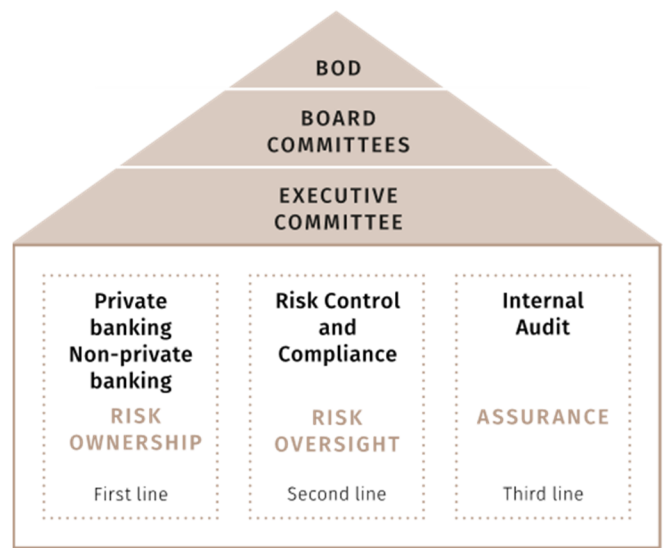 BOD
BOARD
COMMITTEES
EXECUTIVE
COMMITTEE
Private
banking
Non-private
banking
RISK
OWNERSHIP
First line
Risk Control
and
Compliance
RISK
OVERSIGHT
Second line
Internal
Audit
ASSURANCE
Third line